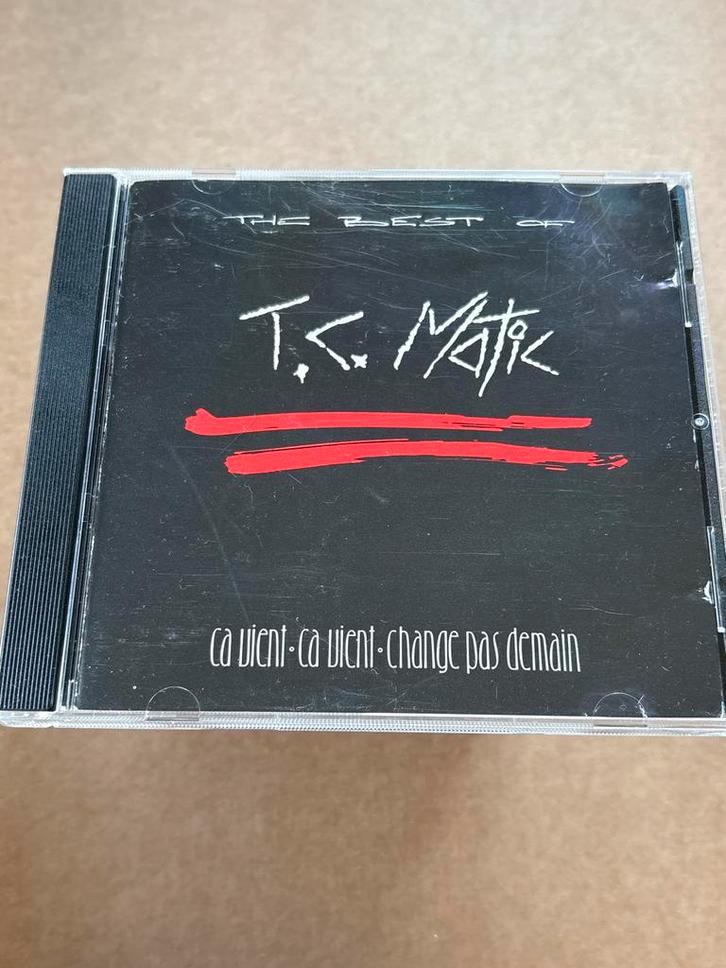 THE BEST OF
T.C. Matic
ca vient·ca vient·change pas demain